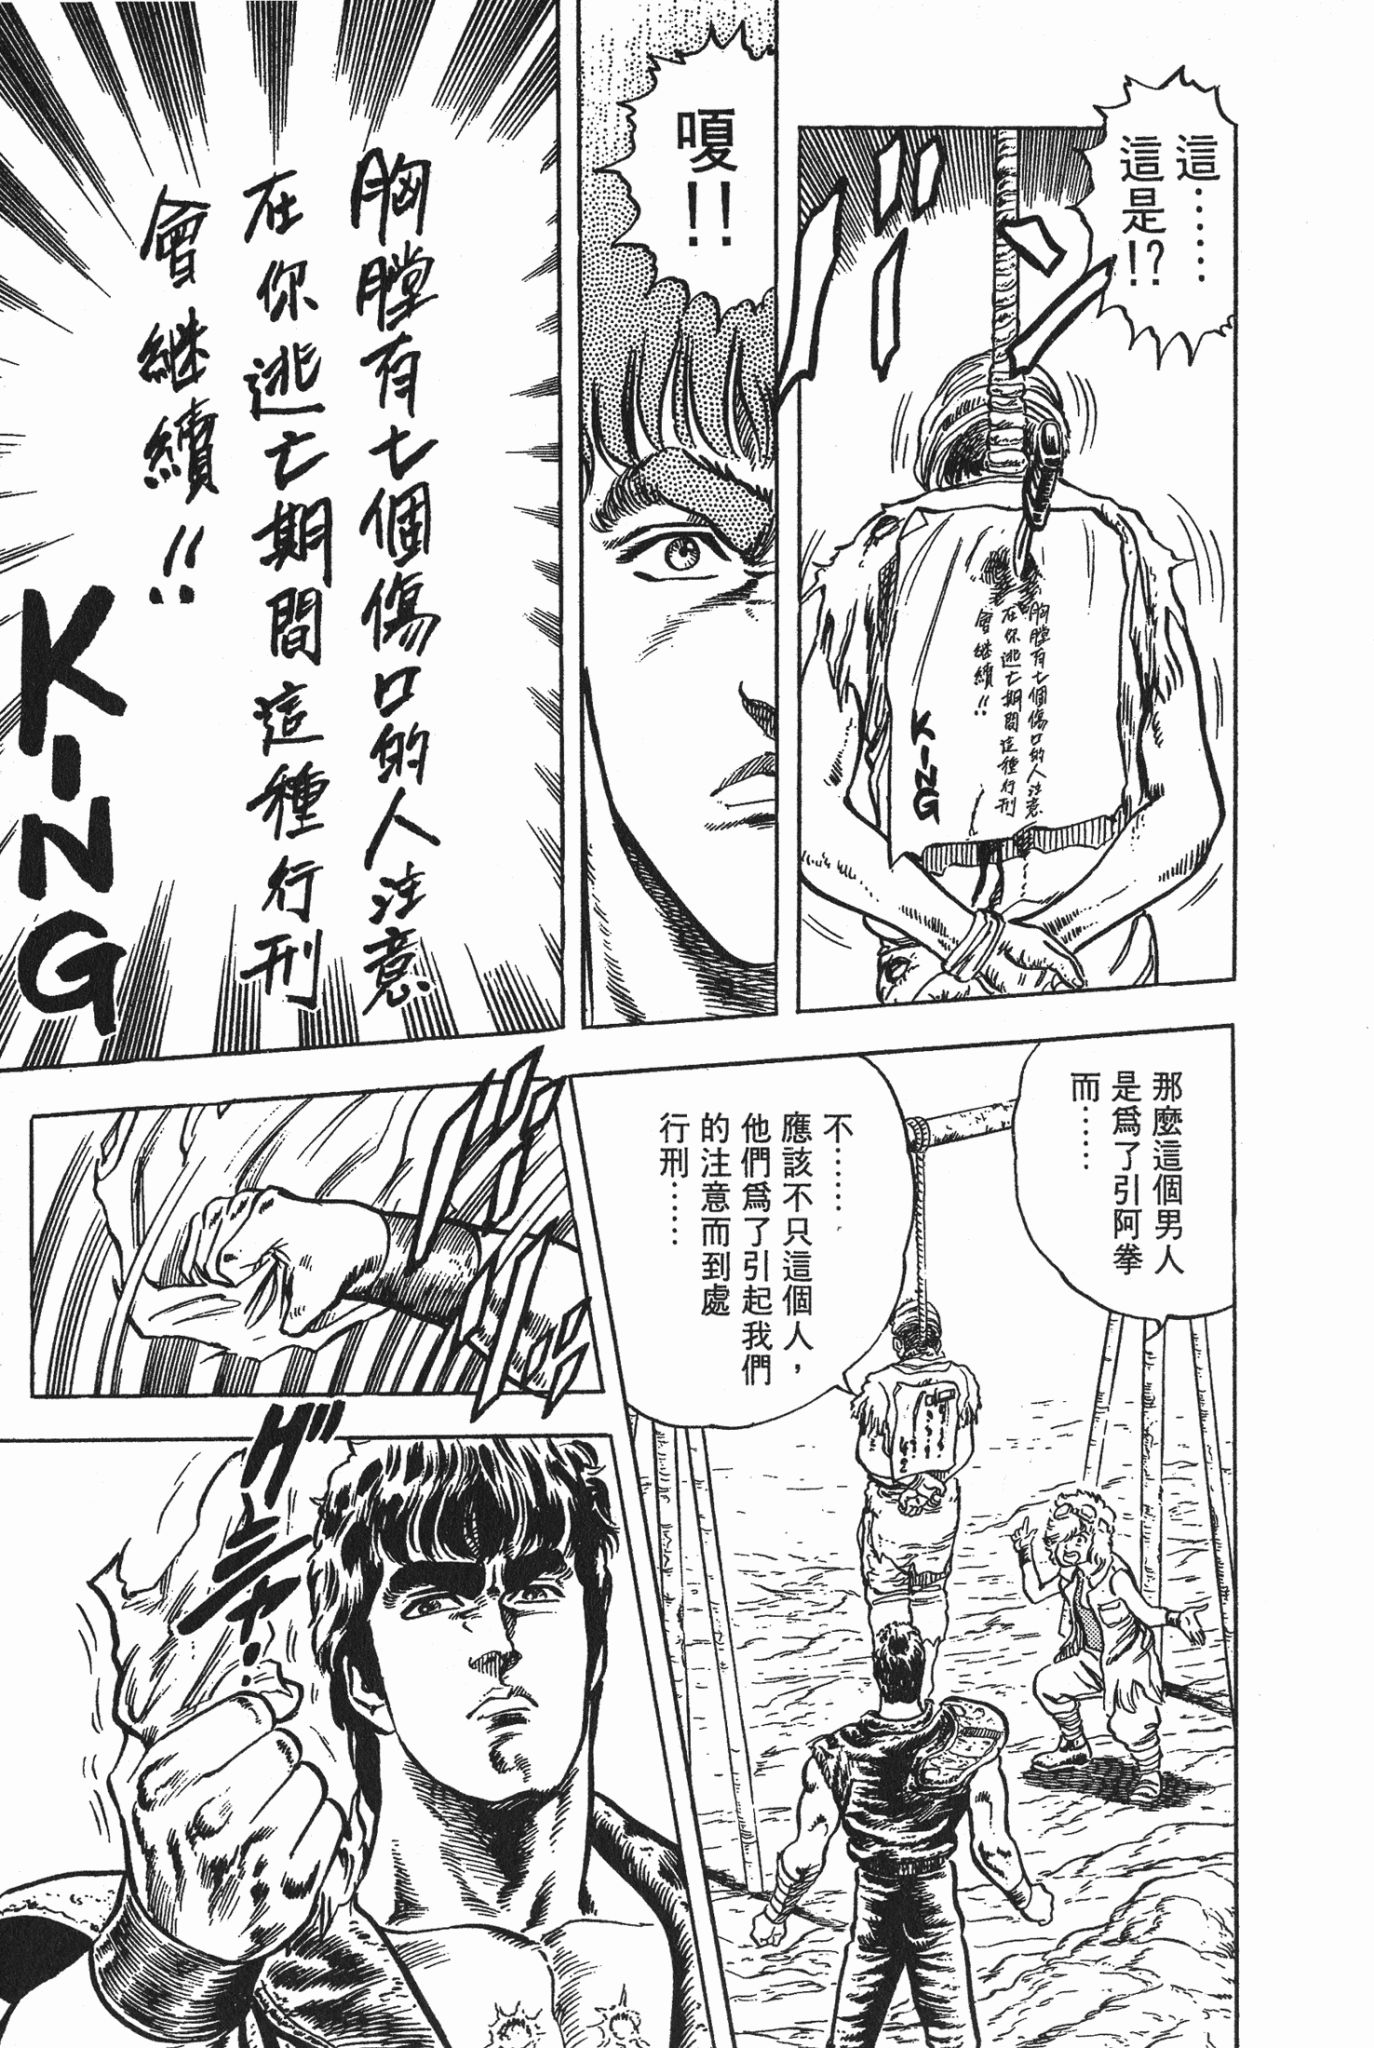 這……
這是!?
胸膛有七個傷口的人注意
在你逃亡期間這種行刑
會繼續!!
KING
嗄!!
胸膛有七個傷口的人注意
在你逃亡期間這種行刑
會繼續!!
KING
那麼這個男人
是爲了引阿拳
而……
不……
應該不只這個人，
他們爲了引起我們
的注意而到處
行刑……
グシャ